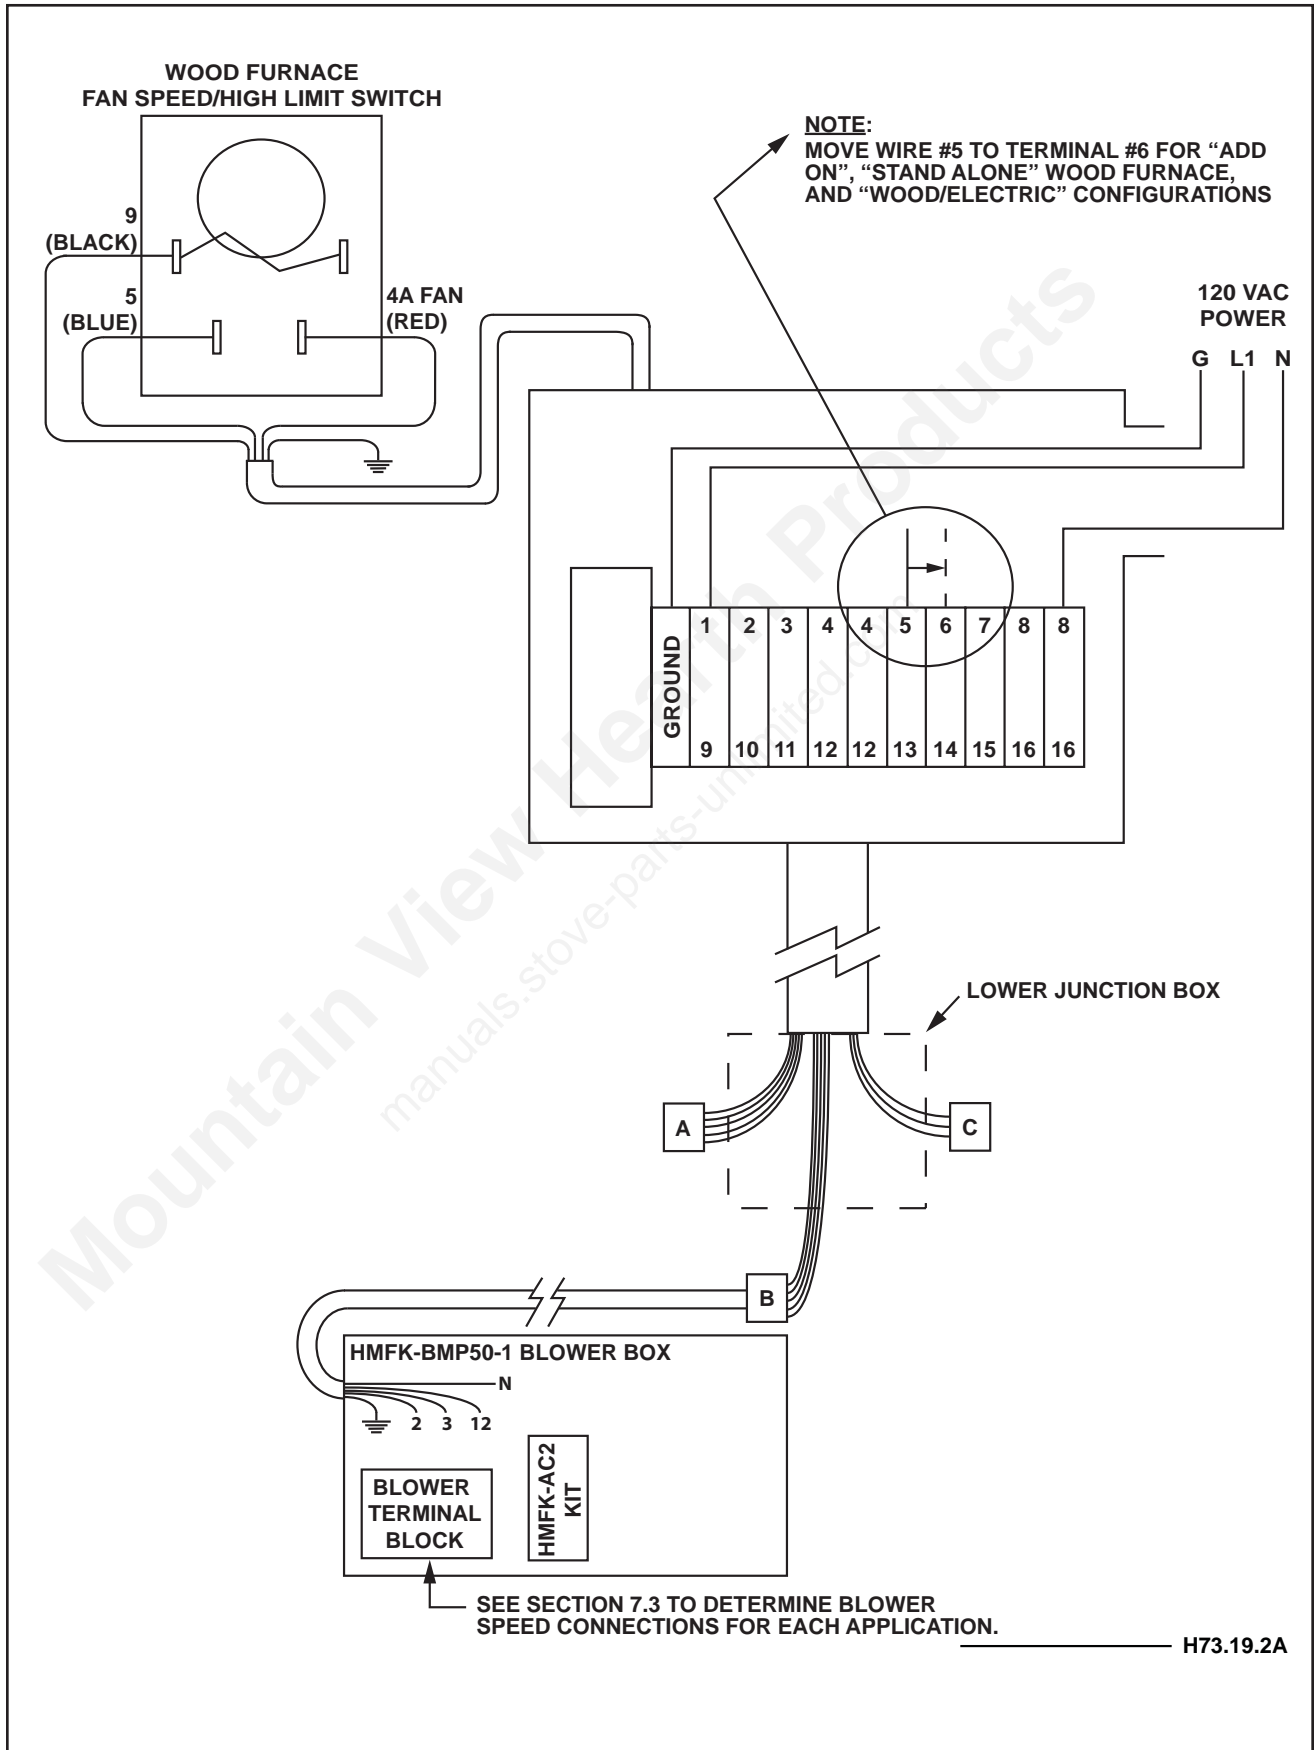 WOOD FURNACE
FAN SPEED/HIGH LIMIT SWITCH
NOTE:
MOVE WIRE #5 TO TERMINAL #6 FOR “ADD
ON”, “STAND ALONE” WOOD FURNACE,
AND “WOOD/ELECTRIC” CONFIGURATIONS
9
(BLACK)
5
(BLUE)
4A FAN
(RED)
120 VAC
POWER
G L1 N
GROUND
1 2 3 4 4 5 6 7 8 8
9 10 11 12 12 13 14 15 16 16
LOWER JUNCTION BOX
A
C
B
HMFK-BMP50-1 BLOWER BOX
N
2 3 12
BLOWER
TERMINAL
BLOCK
HMFK-AC2
KIT
SEE SECTION 7.3 TO DETERMINE BLOWER
SPEED CONNECTIONS FOR EACH APPLICATION.
H73.19.2A
Mountain View Hearth Products
manuals.stove-parts-unlimited.com